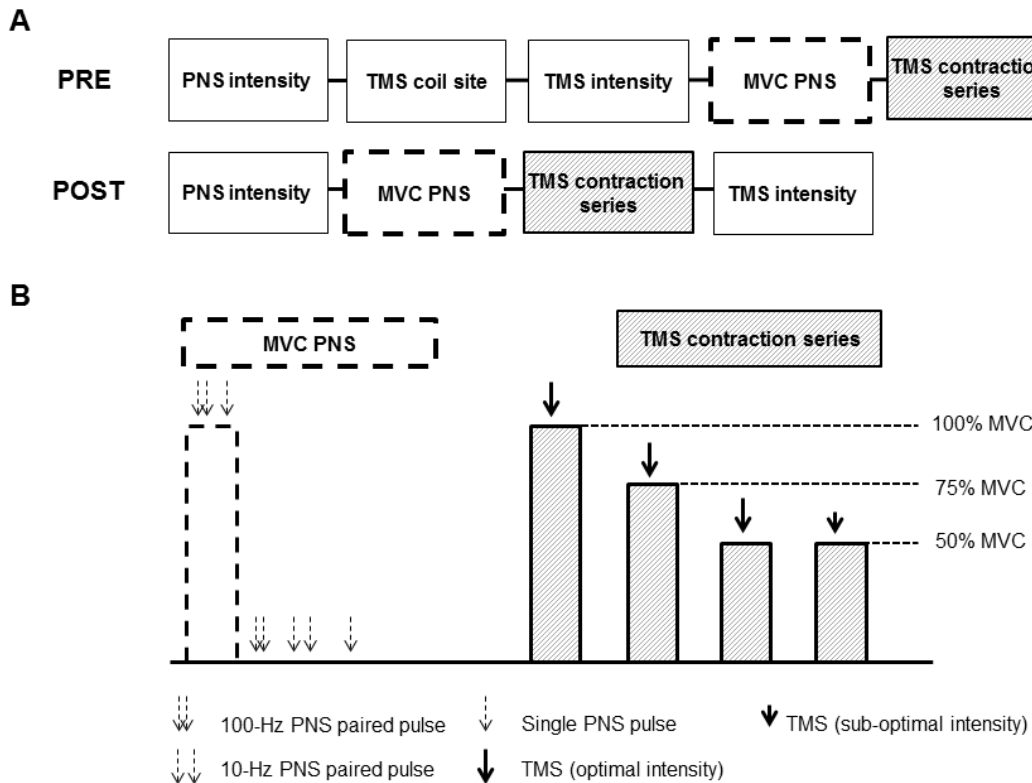 A
PRE
PNS intensity
TMS coil site
TMS intensity
MVC PNS
TMS contraction
series
POST
PNS intensity
MVC PNS
TMS contraction
series
TMS intensity
B
MVC PNS
TMS contraction series
100% MVC
75% MVC
50% MVC
100-Hz PNS paired pulse
Single PNS pulse
TMS (sub-optimal intensity)
10-Hz PNS paired pulse
TMS (optimal intensity)